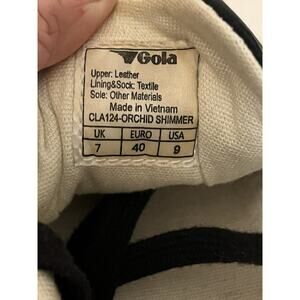 Gola
Upper: Leather
Lining&Sock: Textile
Sole: Other Materials
Made in Vietnam
CLA124-ORCHID SHIMMER
UK EURO USA
7 40 9